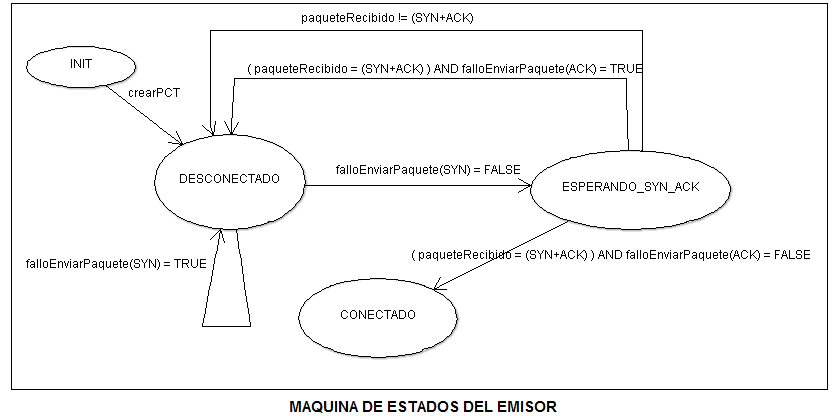 paqueteRecibido != (SYN+ACK)
INIT
( paqueteRecibido = (SYN+ACK) ) AND falloEnviarPaquete(ACK) = TRUE
crearPCT
DESCONECTADO
falloEnviarPaquete(SYN) = FALSE
ESPERANDO_SYN_ACK
falloEnviarPaquete(SYN) = TRUE
( paqueteRecibido = (SYN+ACK) ) AND falloEnviarPaquete(ACK) = FALSE
CONECTADO
MAQUINA DE ESTADOS DEL EMISOR